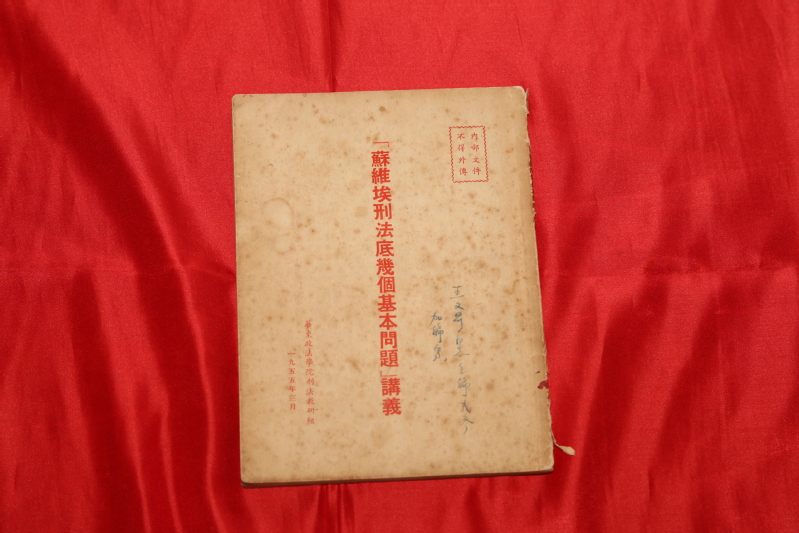 內部文件
不得外傳
「蘇維埃刑法底幾個基本問題」講義
華東政法學院刑法教研組
一九五五年三月